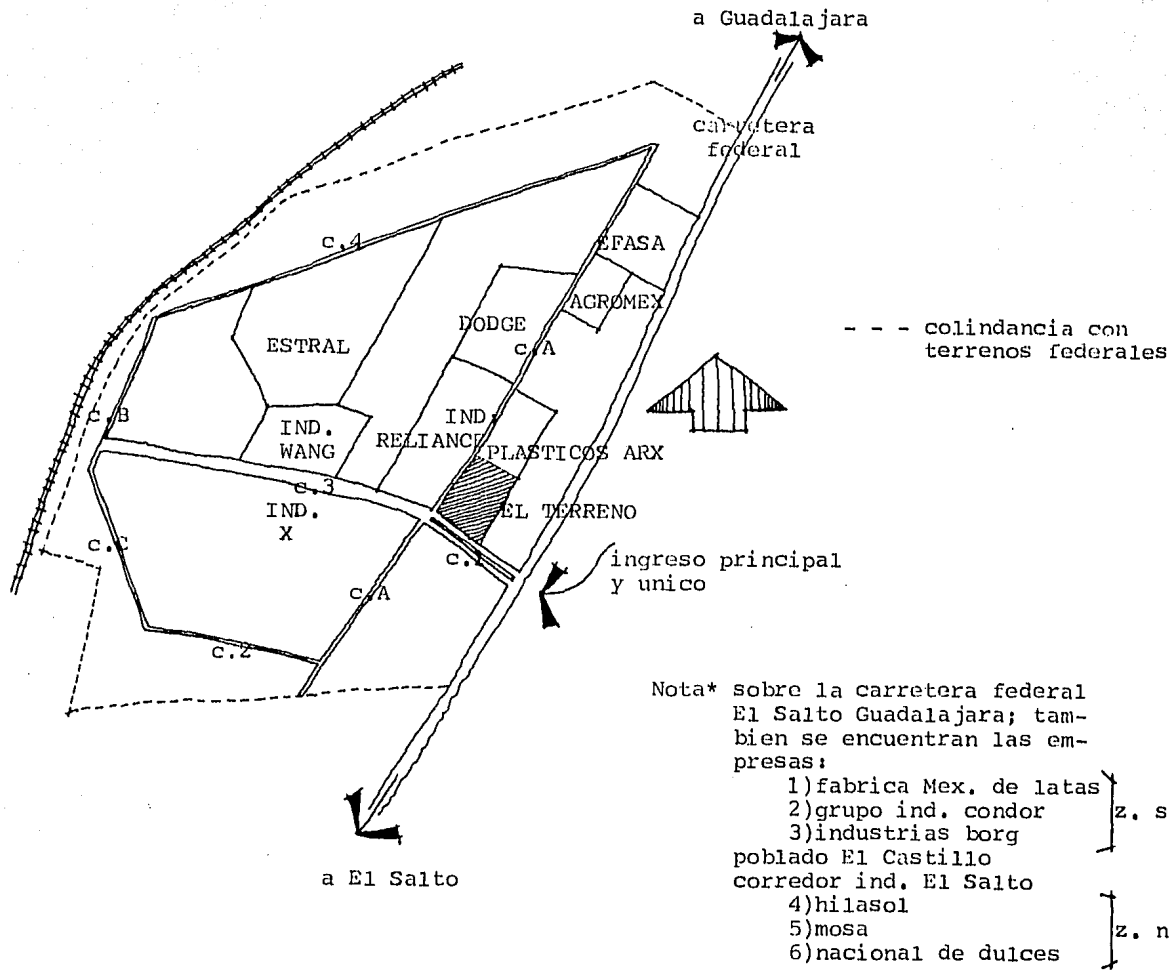 a Guadalajara
carretera
federal
c.4
EFASA
AGROMEX
DODGE
c.A
ESTRAL
- - - colindancia con
terrenos federales
c.B
IND.
WANG
IND.
RELIANCE
PLASTICOS ARX
c.3
IND.
X
EL TERRENO
c.C
c.A
ingreso principal
y unico
c.2
Nota* sobre la carretera federal
El Salto Guadalajara; tam-
bien se encuentran las em-
presas:
1)fabrica Mex. de latas
2)grupo ind. condor
3)industrias borg
z. s
poblado El Castillo
corredor ind. El Salto
4)hilasol
5)mosa
6)nacional de dulces
z. n
a El Salto